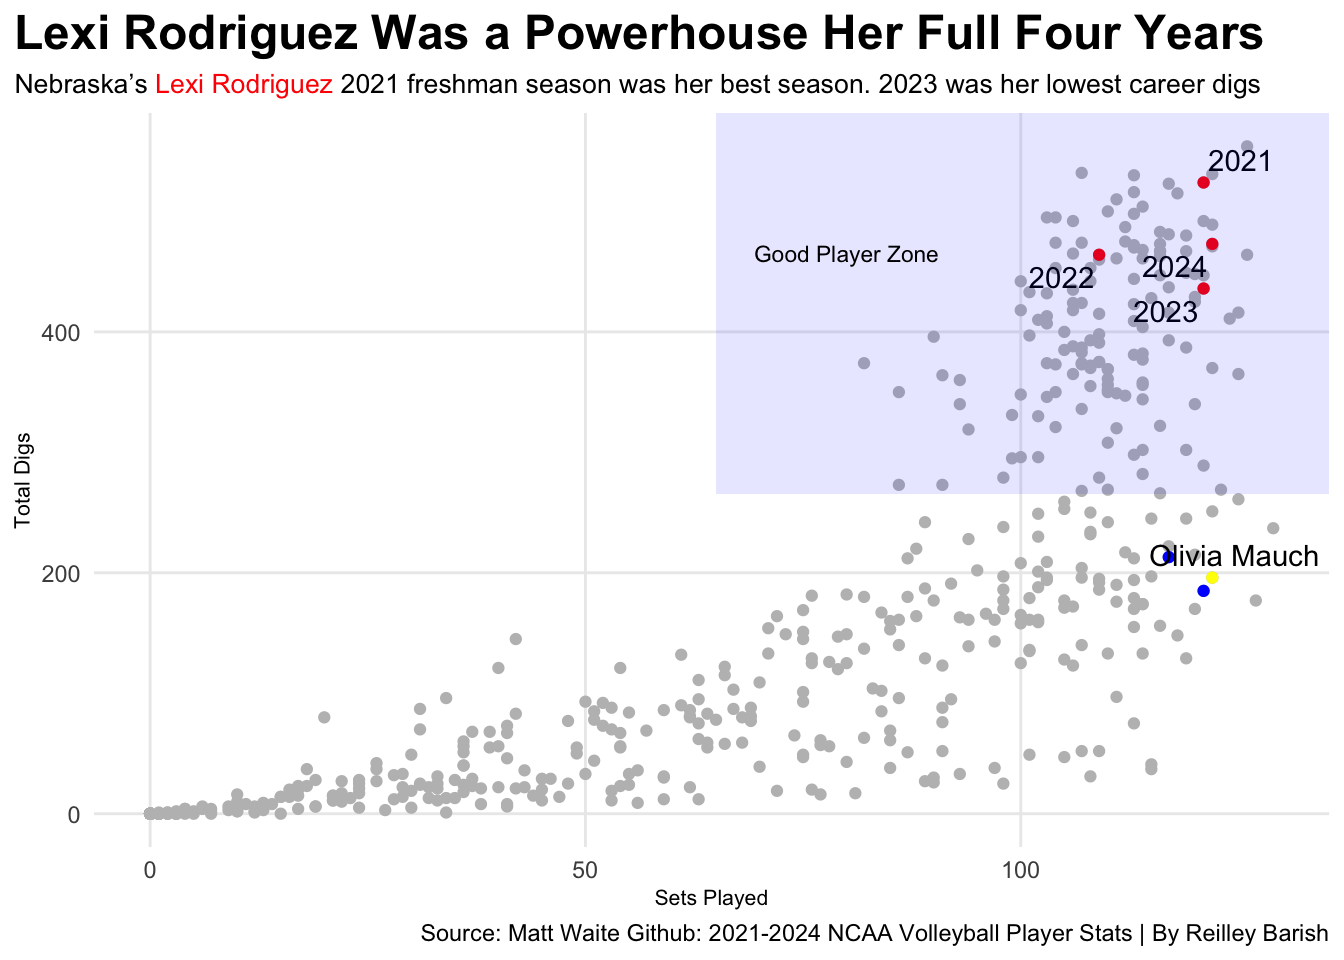 Lexi Rodriguez Was a Powerhouse Her Full Four Years
Nebraska’s Lexi Rodriguez 2021 freshman season was her best season. 2023 was her lowest career digs
2021
Good Player Zone
2024
2022
2023
400
Total Digs
Olivia Mauch
200
0
0
50
100
Sets Played
Source: Matt Waite Github: 2021-2024 NCAA Volleyball Player Stats | By Reilley Barish